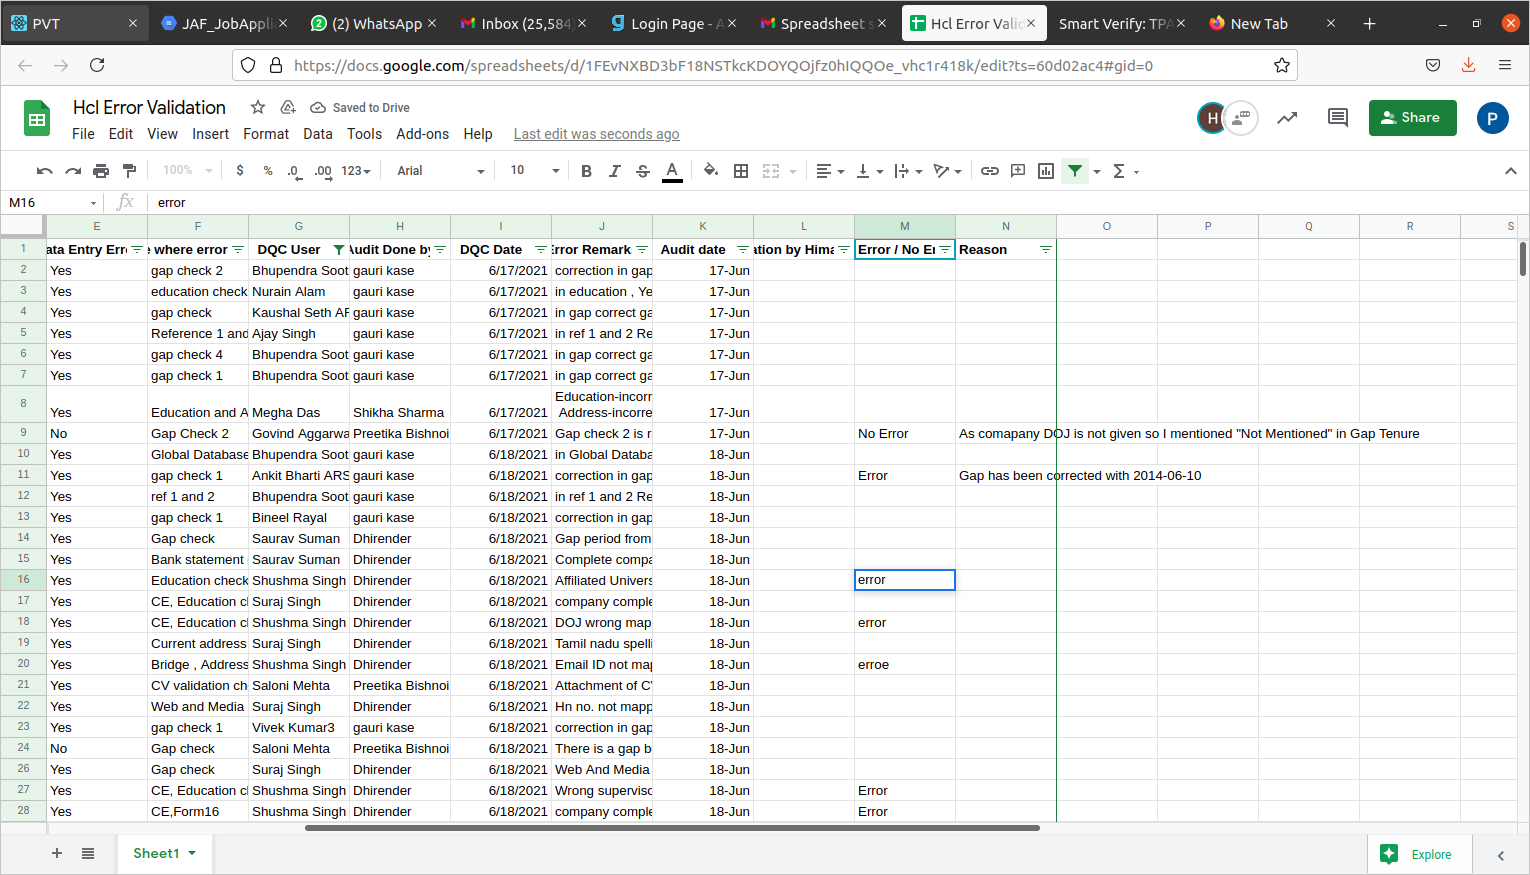 PVT JAF_JobAppli (2) WhatsApp Inbox (25,584) Login Page - A Spreadsheet s Hcl Error Valid Smart Verify: TPA New Tab
https://docs.google.com/spreadsheets/d/1FEvNXBD3bF18NSTkcKDOYQOjfz0hIQQOe_vhc1r418k/edit?ts=60d02ac4#gid=0
Hcl Error Validation Saved to Drive
File Edit View Insert Format Data Tools Add-ons Help Last edit was seconds ago
H Share P
100% $ % .0 .00 123 Arial 10 B I S A Σ
M16 fx error
E F G H I J K L M N O P Q R S
1 ata Entry Erro e where error DQC User Audit Done by DQC Date Error Remark Audit date ation by Hima Error / No Er Reason
2 Yes gap check 2 Bhupendra Soot gauri kase 6/17/2021 correction in gap 17-Jun
3 Yes education check Nurain Alam gauri kase 6/17/2021 in education , Ye 17-Jun
4 Yes gap check Kaushal Seth AR gauri kase 6/17/2021 in gap correct ga 17-Jun
5 Yes Reference 1 and Ajay Singh gauri kase 6/17/2021 in ref 1 and 2 Re 17-Jun
6 Yes gap check 4 Bhupendra Soot gauri kase 6/17/2021 in gap correct ga 17-Jun
7 Yes gap check 1 Bhupendra Soot gauri kase 6/17/2021 in gap correct ga 17-Jun
Education-incorr
8 Yes Education and A Megha Das Shikha Sharma 6/17/2021 Address-incorre 17-Jun
9 No Gap Check 2 Govind Aggarwa Preetika Bishnoi 6/17/2021 Gap check 2 is r 17-Jun No Error As comapany DOJ is not given so I mentioned "Not Mentioned" in Gap Tenure
10 Yes Global Database Bhupendra Soot gauri kase 6/18/2021 in Global Databa 18-Jun
11 Yes gap check 1 Ankit Bharti ARS gauri kase 6/18/2021 correction in gap 18-Jun Error Gap has been corrected with 2014-06-10
12 Yes ref 1 and 2 Bhupendra Soot gauri kase 6/18/2021 in ref 1 and 2 Re 18-Jun
13 Yes gap check 1 Bineel Rayal gauri kase 6/18/2021 correction in gap 18-Jun
14 Yes Gap check Saurav Suman Dhirender 6/18/2021 Gap period from 18-Jun
15 Yes Bank statement Saurav Suman Dhirender 6/18/2021 Complete compa 18-Jun
16 Yes Education check Shushma Singh Dhirender 6/18/2021 Affiliated Univers 18-Jun error
17 Yes CE, Education cl Suraj Singh Dhirender 6/18/2021 company comple 18-Jun
18 Yes CE, Education cl Shushma Singh Dhirender 6/18/2021 DOJ wrong map 18-Jun error
19 Yes Current address Suraj Singh Dhirender 6/18/2021 Tamil nadu spelli 18-Jun
20 Yes Bridge , Address Shushma Singh Dhirender 6/18/2021 Email ID not map 18-Jun erroe
21 Yes CV validation ch Saloni Mehta Preetika Bishnoi 6/18/2021 Attachment of C 18-Jun
22 Yes Web and Media Suraj Singh Dhirender 6/18/2021 Hn no. not mapp 18-Jun
23 Yes gap check 1 Vivek Kumar3 gauri kase 6/18/2021 correction in gap 18-Jun
24 No Gap check Saloni Mehta Preetika Bishnoi 6/18/2021 There is a gap b 18-Jun
26 Yes Gap check Suraj Singh Dhirender 6/18/2021 Web And Media 18-Jun
27 Yes CE, Education cl Shushma Singh Dhirender 6/18/2021 Wrong superviso 18-Jun Error
28 Yes CE,Form16 Shushma Singh Dhirender 6/18/2021 company comple 18-Jun Error
Sheet1 Explore